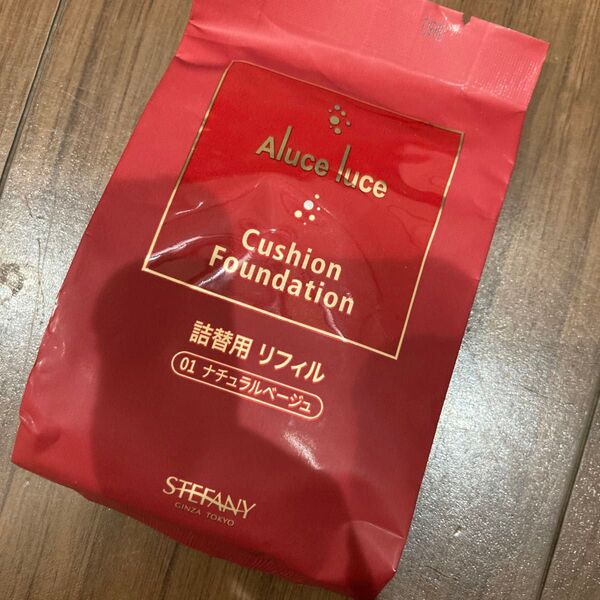 Aluce luce
Cushion
Foundation
詰替用 リフィル
01 ナチュラルベージュ
STEFANY
GINZA TOKYO